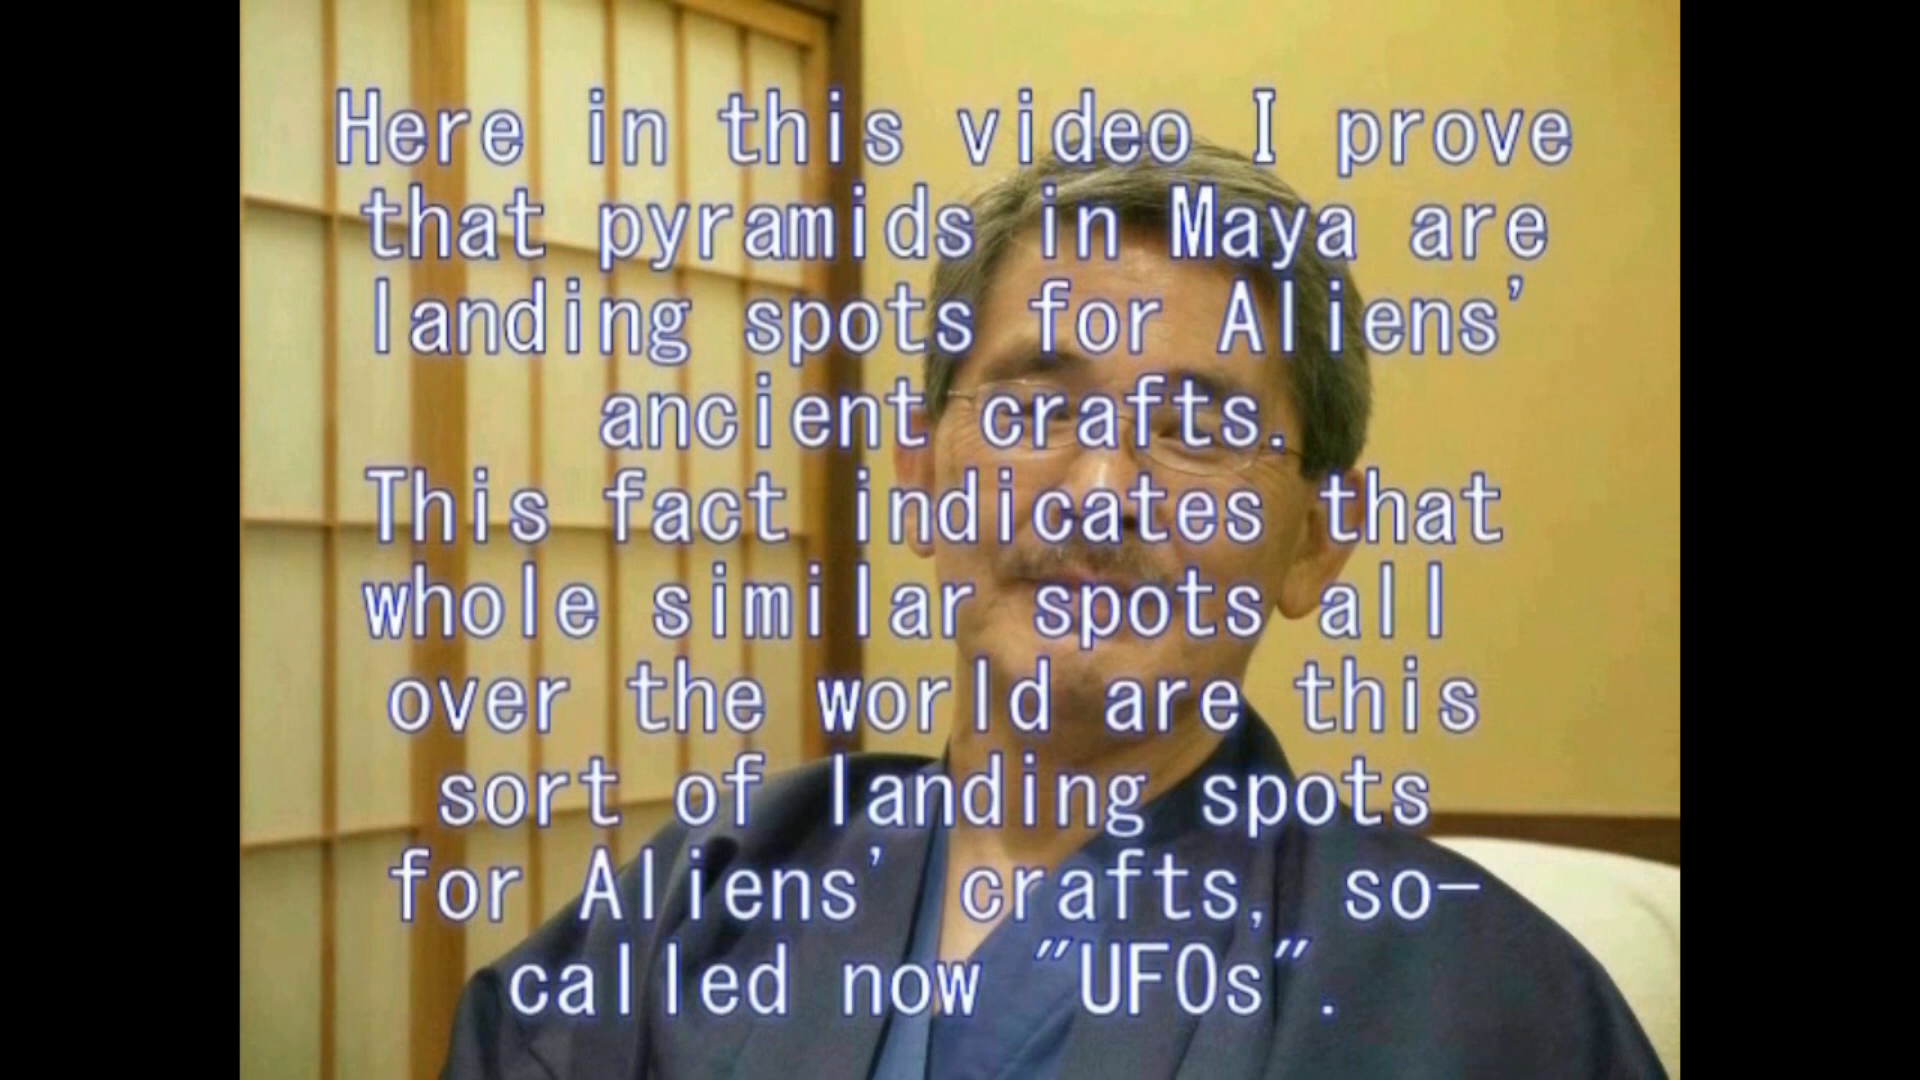 Here in this video I prove
that pyramids in Maya are
landing spots for Aliens'
ancient crafts.
This fact indicates that
whole similar spots all
over the world are this
sort of landing spots
for Aliens' crafts, so-
called now "UFOs".